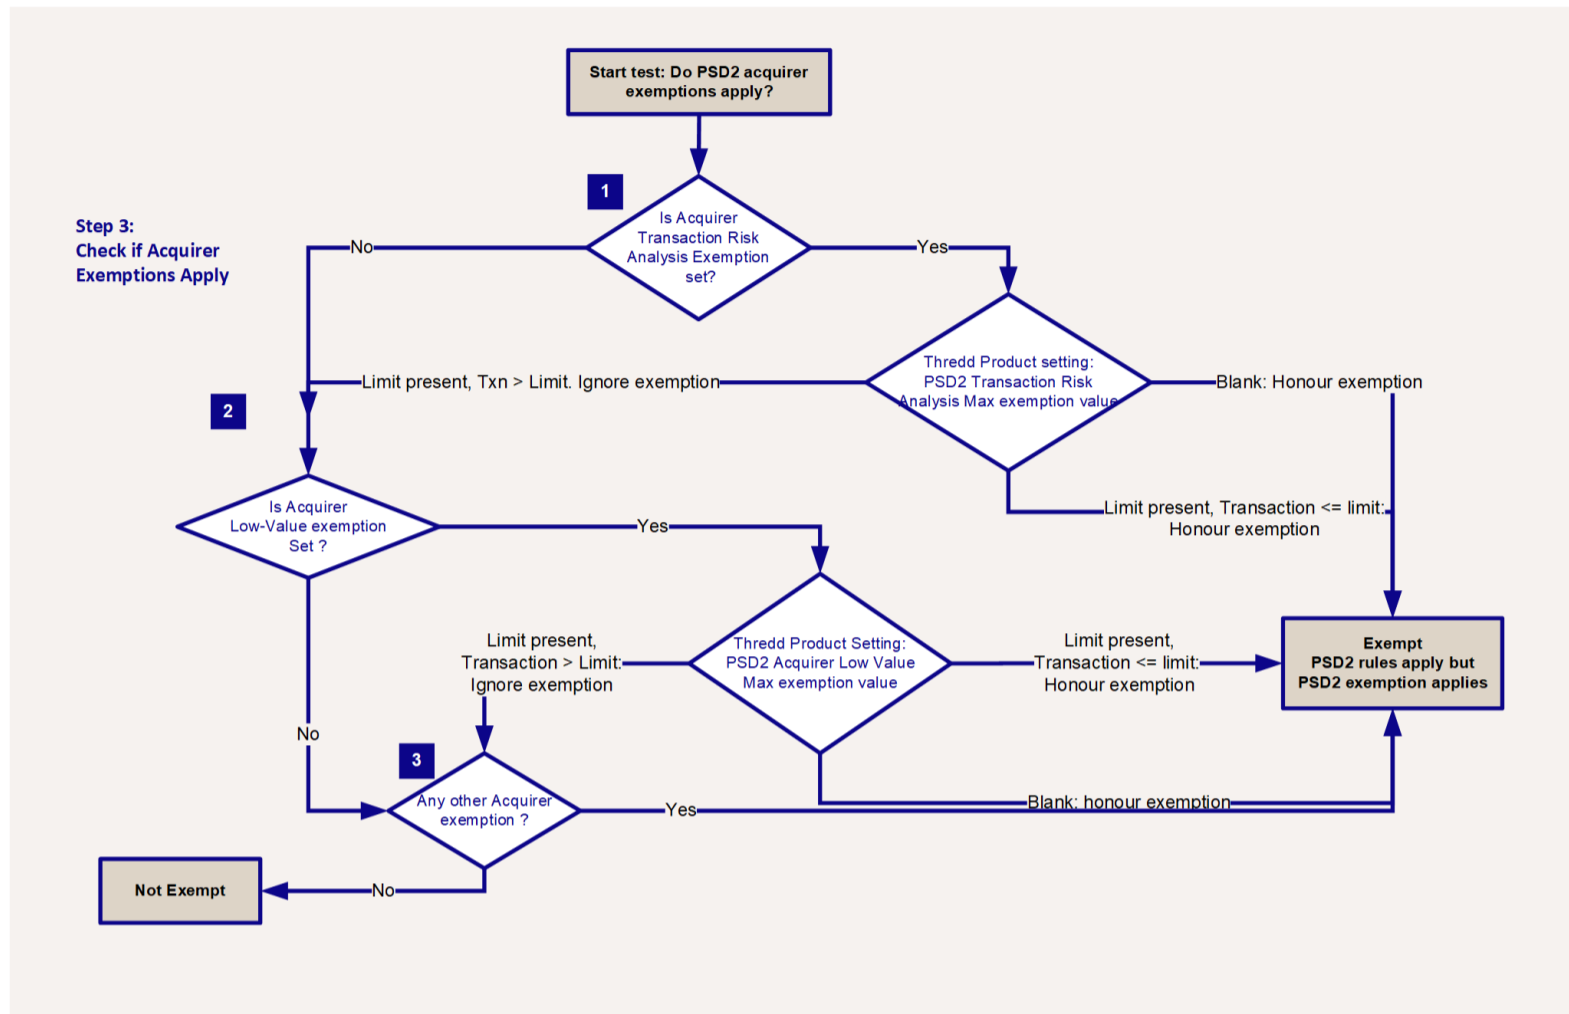 Start test: Do PSD2 acquirer
exemptions apply?
1
Is Acquirer
Transaction Risk
Analysis Exemption
set?
Step 3:
Check if Acquirer
Exemptions Apply
No
Yes
Thredd Product setting:
PSD2 Transaction Risk
Analysis Max exemption value
Limit present, Txn > Limit. Ignore exemption
Blank: Honour exemption
2
Is Acquirer
Low-Value exemption
Set ?
Yes
Limit present, Transaction <= limit:
Honour exemption
Limit present,
Transaction > Limit:
Ignore exemption
Thredd Product Setting:
PSD2 Acquirer Low Value
Max exemption value
Limit present,
Transaction <= limit:
Honour exemption
Exempt
PSD2 rules apply but
PSD2 exemption applies
No
3
Any other Acquirer
exemption ?
Yes
Blank: honour exemption
Not Exempt
No